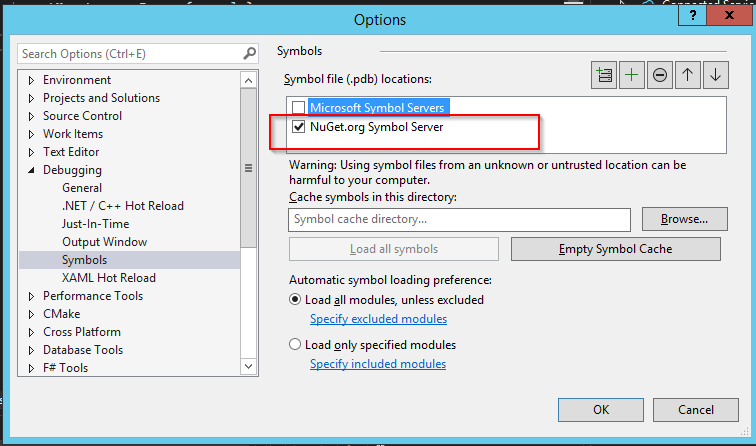 Connected Servi
Options
?
Search Options (Ctrl+E)
Environment
Projects and Solutions
Source Control
Work Items
Text Editor
Debugging
General
.NET / C++ Hot Reload
Just-In-Time
Output Window
Symbols
XAML Hot Reload
Performance Tools
CMake
Cross Platform
Database Tools
F# Tools
Symbols
Symbol file (.pdb) locations:
Microsoft Symbol Servers
NuGet.org Symbol Server
Warning: Using symbol files from an unknown or untrusted location can be
harmful to your computer.
Cache symbols in this directory:
Symbol cache directory...
Browse...
Load all symbols
Empty Symbol Cache
Automatic symbol loading preference:
Load all modules, unless excluded
Specify excluded modules
Load only specified modules
Specify included modules
OK
Cancel